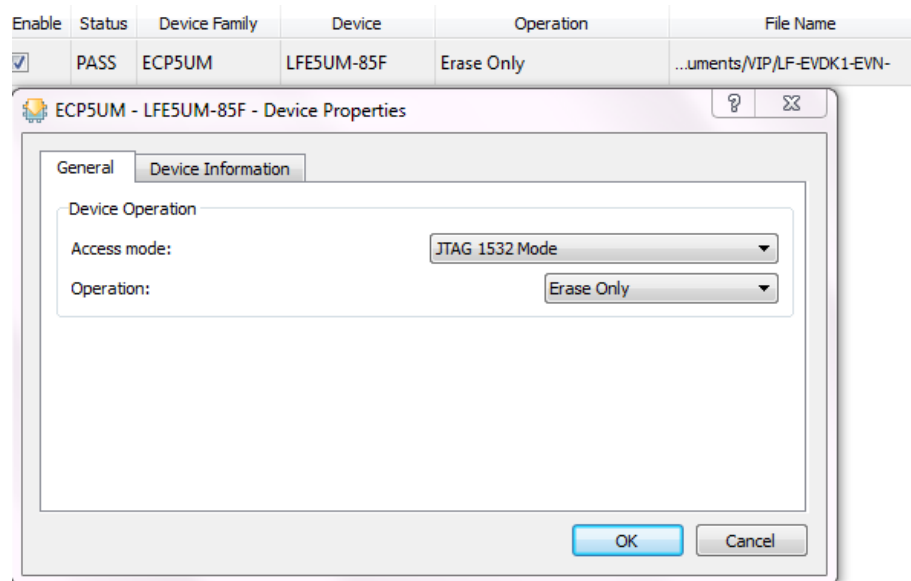 Enable Status Device Family Device Operation File Name
PASS ECP5UM LFE5UM-85F Erase Only ...uments/VIP/LF-EVDK1-EVN-
ECP5UM - LFE5UM-85F - Device Properties
General Device Information
Device Operation
Access mode: JTAG 1532 Mode
Operation: Erase Only
OK Cancel